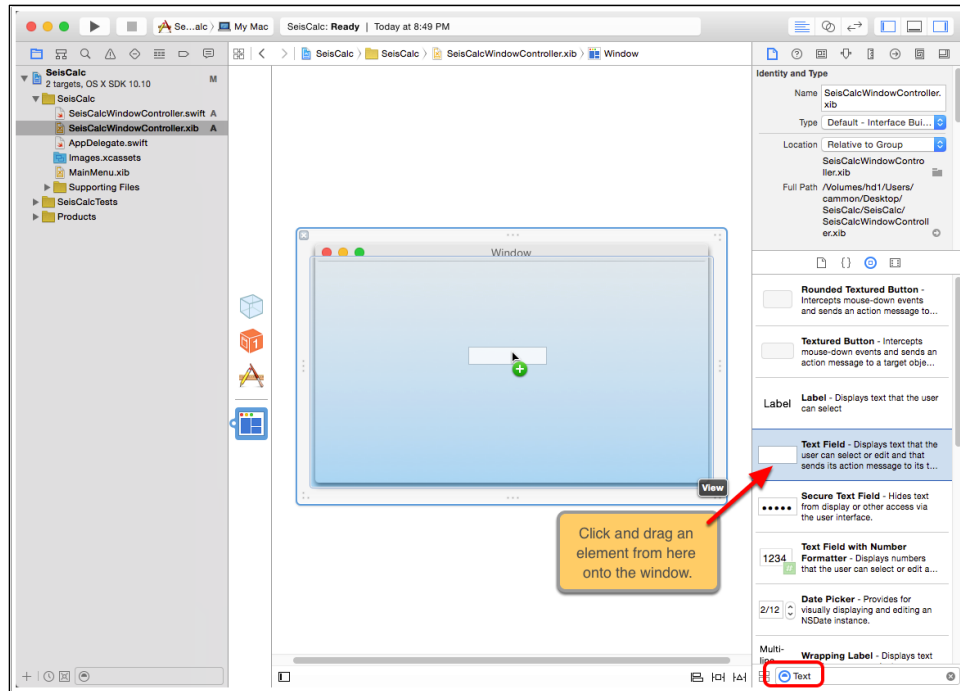 Se...alc
My Mac
SeisCalc: Ready | Today at 8:49 PM
SeisCalc
2 targets, OS X SDK 10.10
M
SeisCalc
SeisCalcWindowController.swift A
SeisCalcWindowController.xib A
AppDelegate.swift
Images.xcassets
MainMenu.xib
Supporting Files
SeisCalcTests
Products
SeisCalc
SeisCalc
SeisCalcWindowController.xib
Window
Window
View
Click and drag an
element from here
onto the window.
Identity and Type
Name SeisCalcWindowController.
xib
Type Default - Interface Bui...
Location Relative to Group
SeisCalcWindowContro
ller.xib
Full Path /Volumes/hd1/Users/
cammon/Desktop/
SeisCalc/SeisCalc/
SeisCalcWindowControll
er.xib
Rounded Textured Button -
Intercepts mouse-down events
and sends an action message to...
Textured Button - Intercepts
mouse-down events and sends an
action message to a target obje...
Label
Label - Displays text that the user
can select
Text Field - Displays text that the
user can select or edit and that
sends its action message to its t...
Secure Text Field - Hides text
from display or other access via
the user interface.
1234
Text Field with Number
Formatter - Displays numbers
that the user can select or edit a...
2/12
Date Picker - Provides for
visually displaying and editing an
NSDate instance.
Multi-
line
Wrapping Label - Displays text
Text